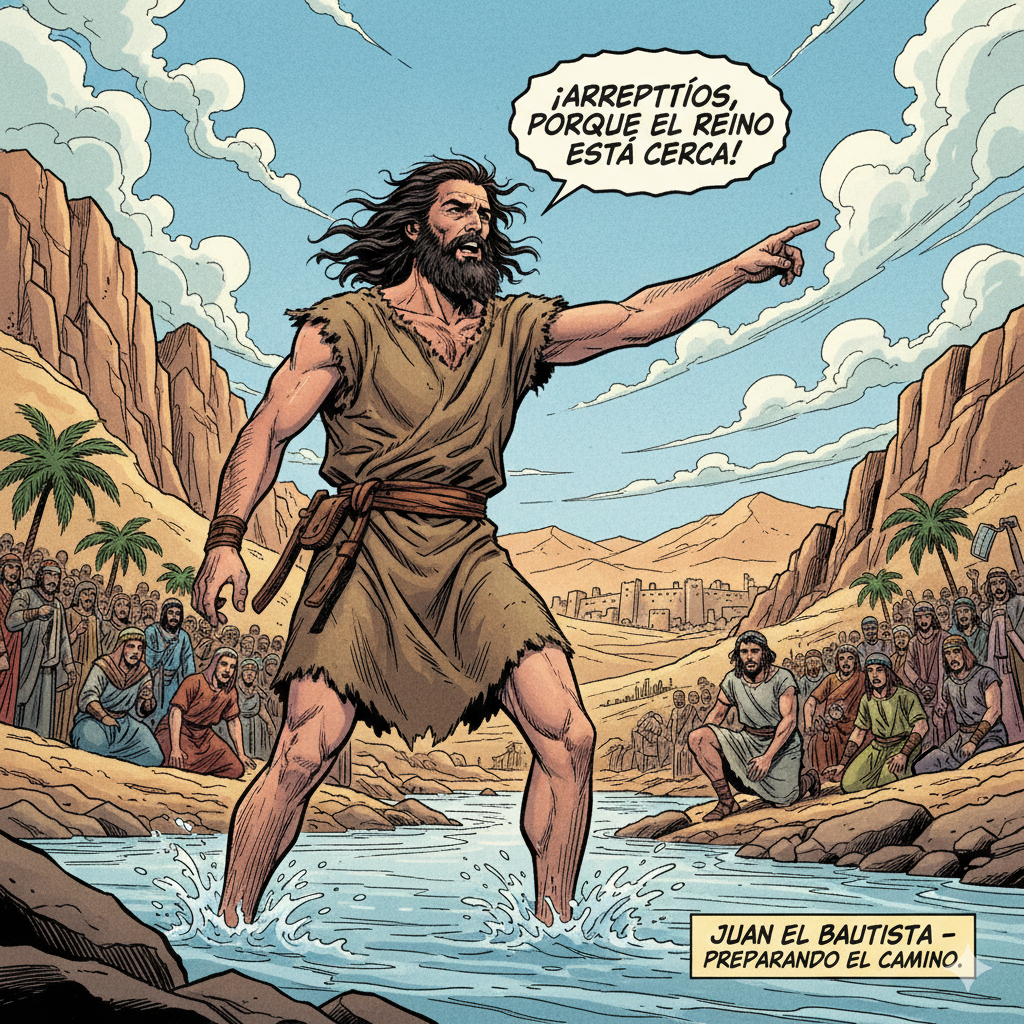 ¡ARREPTTÍOS,
PORQUE EL REINO
ESTÁ CERCA!
JUAN EL BAUTISTA –
PREPARANDO EL CAMINO.